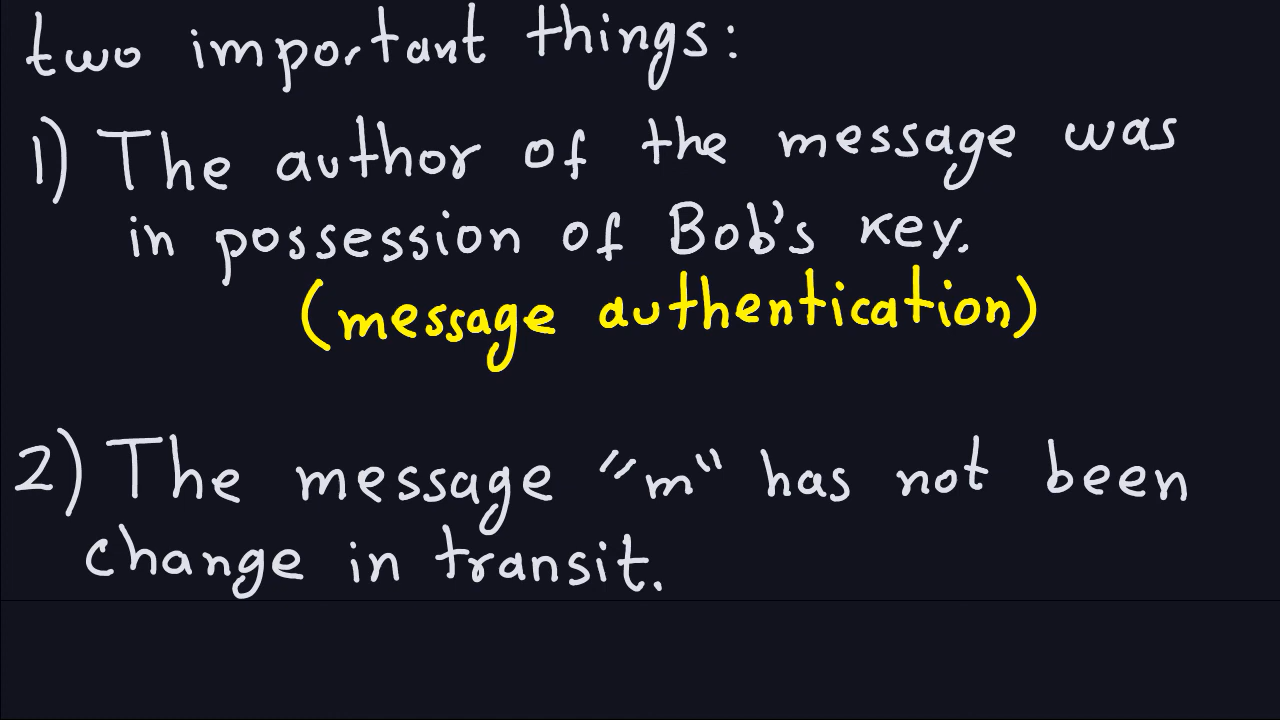 two important things:
1) The author of the message was
in possession of Bob's key.
(message authentication)
2) The message "m" has not been
change in transit.